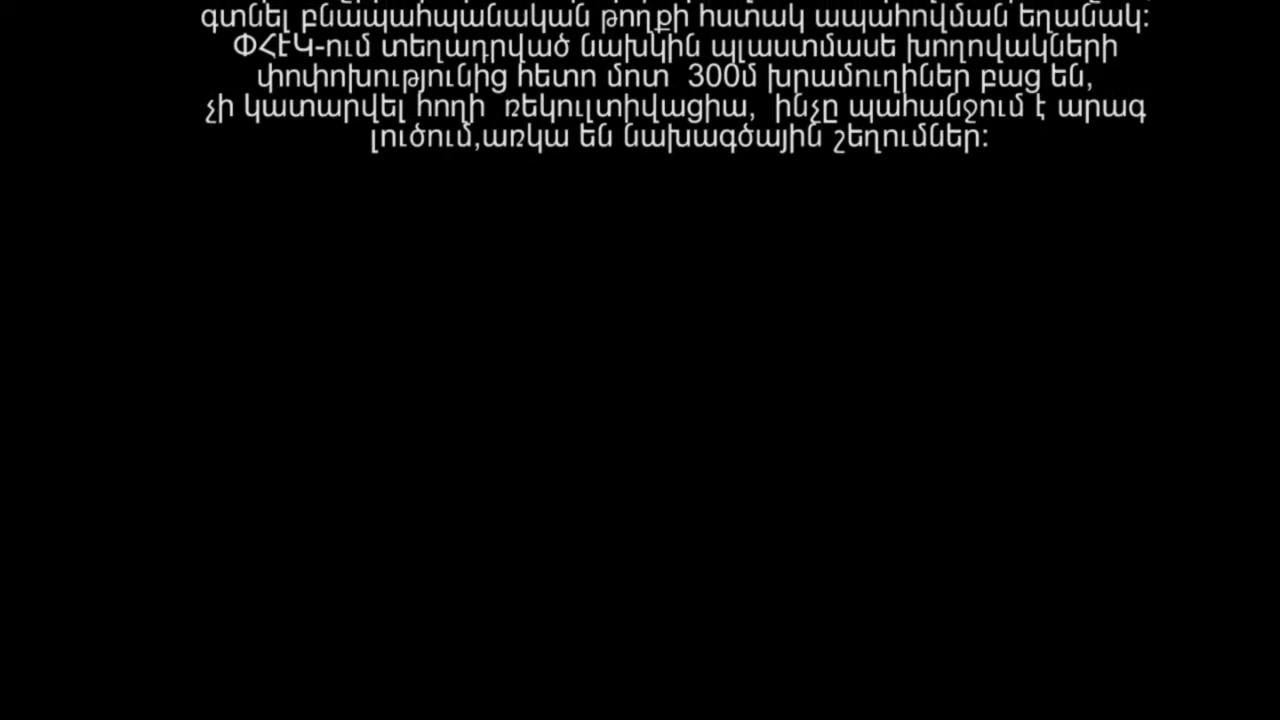 գտնել բնապահպանական թողքի հստակ ապահովման եղանակ:
ՓՀէԿ-ում տեղադրված նախկին պլաստմասե խողովակների
փոփոխությունից հետո մոտ 300մ խրամուղիներ բաց են,
չի կատարվել հողի ռեկուլտիվացիա, ինչը պահանջում է արագ
լուծում,առկա են նախագծային շեղումներ: